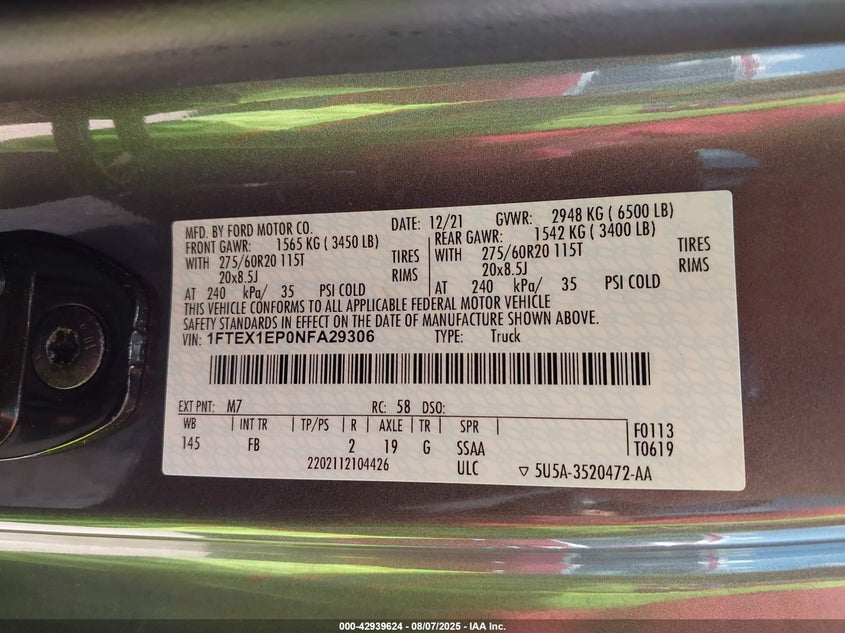 MFD. BY FORD MOTOR CO. DATE: 12/21 GVWR: 2948 KG ( 6500 LB)
FRONT GAWR: 1565 KG ( 3450 LB) REAR GAWR: 1542 KG ( 3400 LB)
WITH 275/60R20 115T TIRES WITH 275/60R20 115T TIRES
20x8.5J RIMS 20x8.5J RIMS
AT 240 kPa/ 35 PSI COLD AT 240 kPa/ 35 PSI COLD
THIS VEHICLE CONFORMS TO ALL APPLICABLE FEDERAL MOTOR VEHICLE
SAFETY STANDARDS IN EFFECT ON THE DATE OF MANUFACTURE SHOWN ABOVE.
VIN: 1FTEX1EP0NFA29306 TYPE: Truck
EXT PNT: M7 RC: 58 DSO:
WB INT TR TP/PS R AXLE TR SPR F0113
145 FB 2 19 G SSAA T0619
2202112104426 ULC ▽ 5U5A-3520472-AA
000-42939624 - 08/07/2025 - IAA Inc.